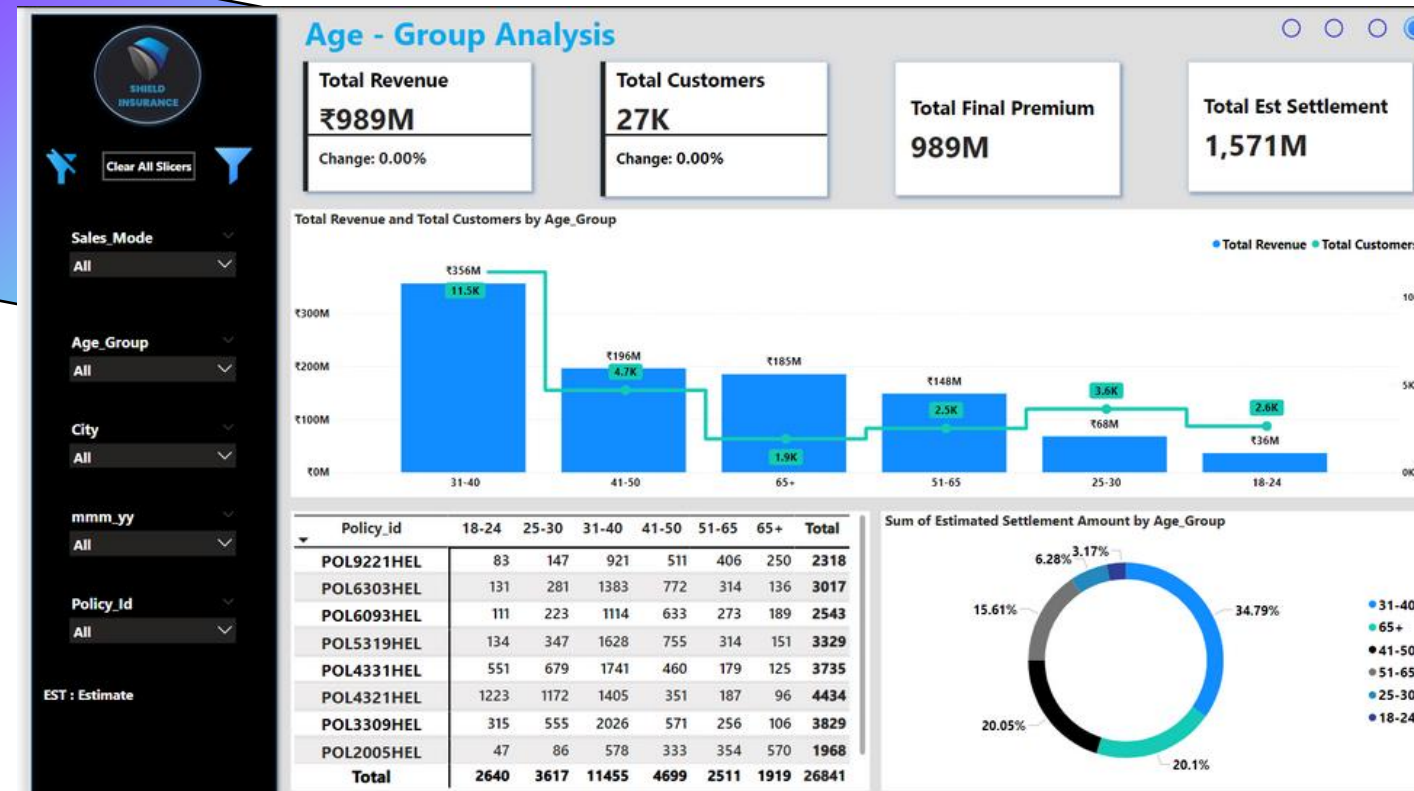 SHIELD
INSURANCE
Clear All Slicers
Sales_Mode
All
Age_Group
All
City
All
mmm_yy
All
Policy_Id
All
EST : Estimate
Age - Group Analysis
Total Revenue
₹989M
Change: 0.00%
Total Customers
27K
Change: 0.00%
Total Final Premium
989M
Total Est Settlement
1,571M
Total Revenue and Total Customers by Age_Group
Total Revenue Total Customers
₹300M
₹200M
₹100M
₹0M
₹356M
11.5K
₹196M
4.7K
₹185M
1.9K
₹148M
2.5K
3.6K
₹68M
2.6K
₹36M
10
5K
0K
31-40 41-50 65+ 51-65 25-30 18-24
Policy_id 18-24 25-30 31-40 41-50 51-65 65+ Total
POL9221HEL 83 147 921 511 406 250 2318
POL6303HEL 131 281 1383 772 314 136 3017
POL6093HEL 111 223 1114 633 273 189 2543
POL5319HEL 134 347 1628 755 314 151 3329
POL4331HEL 551 679 1741 460 179 125 3735
POL4321HEL 1223 1172 1405 351 187 96 4434
POL3309HEL 315 555 2026 571 256 106 3829
POL2005HEL 47 86 578 333 354 570 1968
Total 2640 3617 11455 4699 2511 1919 26841
Sum of Estimated Settlement Amount by Age_Group
3.17%
6.28%
15.61%
34.79%
20.05%
20.1%
31-40
65+
41-50
51-65
25-30
18-24